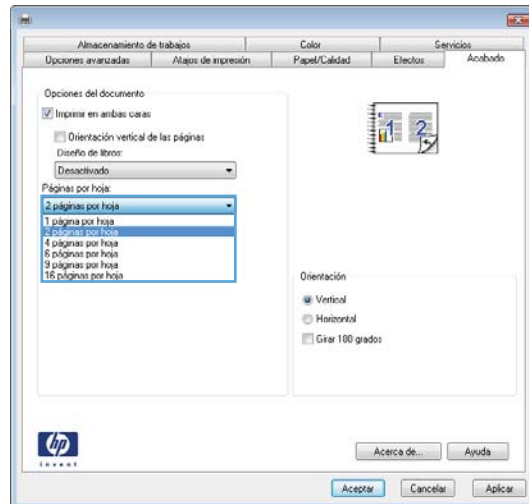 Almacenamiento de trabajos
Color
Servicios
Opciones avanzadas
Atajos de impresión
Papel/Calidad
Efectos
Acabado
Opciones del documento
Imprimir en ambas caras
Orientación vertical de las páginas
Diseño de libros:
Desactivado
Páginas por hoja:
2 páginas por hoja
1 página por hoja
2 páginas por hoja
4 páginas por hoja
6 páginas por hoja
9 páginas por hoja
16 páginas por hoja
1 2
Orientación
Vertical
Horizontal
Girar 180 grados
hp
invent
Acerca de...
Ayuda
Aceptar
Cancelar
Aplicar